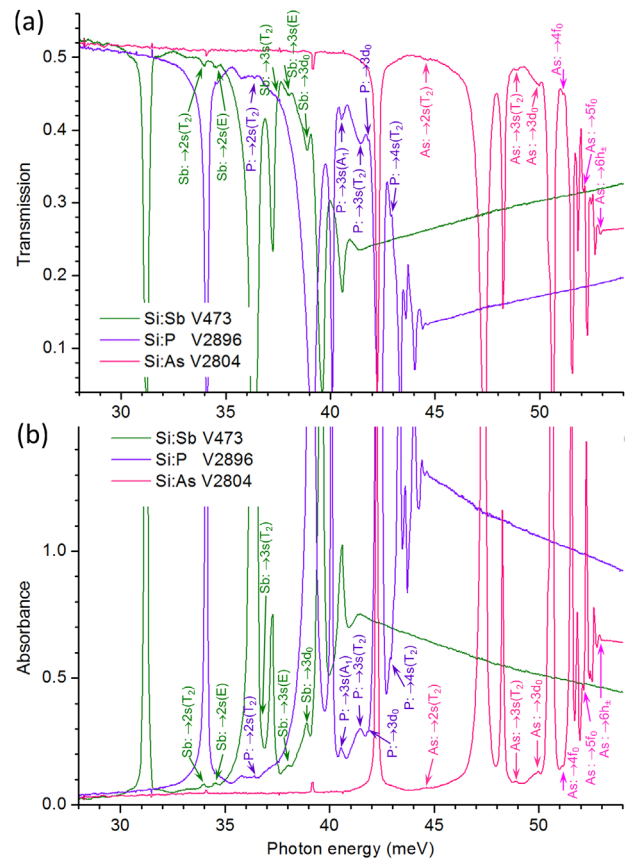 (a)
Transmission
0.5
0.4
0.3
0.2
0.1
30
35
40
45
50
Sb: →2s(T₂)
Sb: →2s(E)
P: →2s(T₂)
Sb: →3s(T₂)
Sb: →3s(E)
Sb: →3d₀
P: →3s(A₁)
P: →3s(T₂)
P: →3d₀
P: →4s(T₂)
As: →2s(T₂)
As: →3s(T₂)
As: →3d₀
As: →4f₀
As: →5f₀
As: →6h±
Si:Sb V473
Si:P V2896
Si:As V2804
(b)
Si:Sb V473
Si:P V2896
Si:As V2804
Absorbance
1.0
0.5
0.0
Sb: →2s(T₂)
Sb: →2s(E)
P: →2s(T₂)
Sb: →3s(T₂)
Sb: →3s(E)
Sb: →3d₀
P: →3s(A₁)
P: →3s(T₂)
P: →3d₀
P: →4s(T₂)
As: →2s(T₂)
As: →3s(T₂)
As: →3d₀
As: →4f₀
As: →5f₀
As: →6h±
30
35
40
45
50
Photon energy (meV)